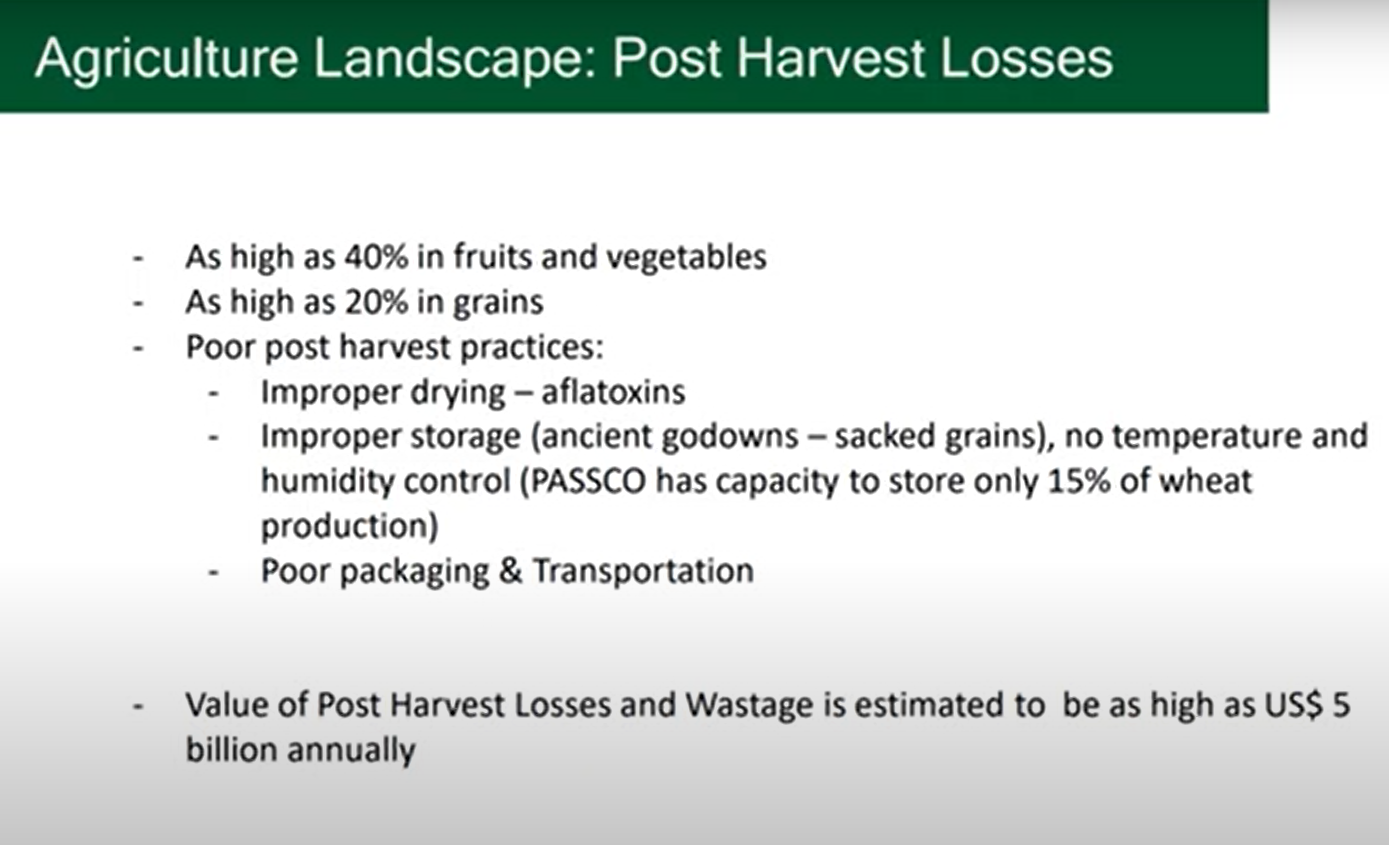 Agriculture Landscape: Post Harvest Losses
- As high as 40% in fruits and vegetables
- As high as 20% in grains
- Poor post harvest practices:
- Improper drying – aflatoxins
- Improper storage (ancient godowns – sacked grains), no temperature and
humidity control (PASSCO has capacity to store only 15% of wheat
production)
- Poor packaging & Transportation
- Value of Post Harvest Losses and Wastage is estimated to  be as high as US$ 5
billion annually